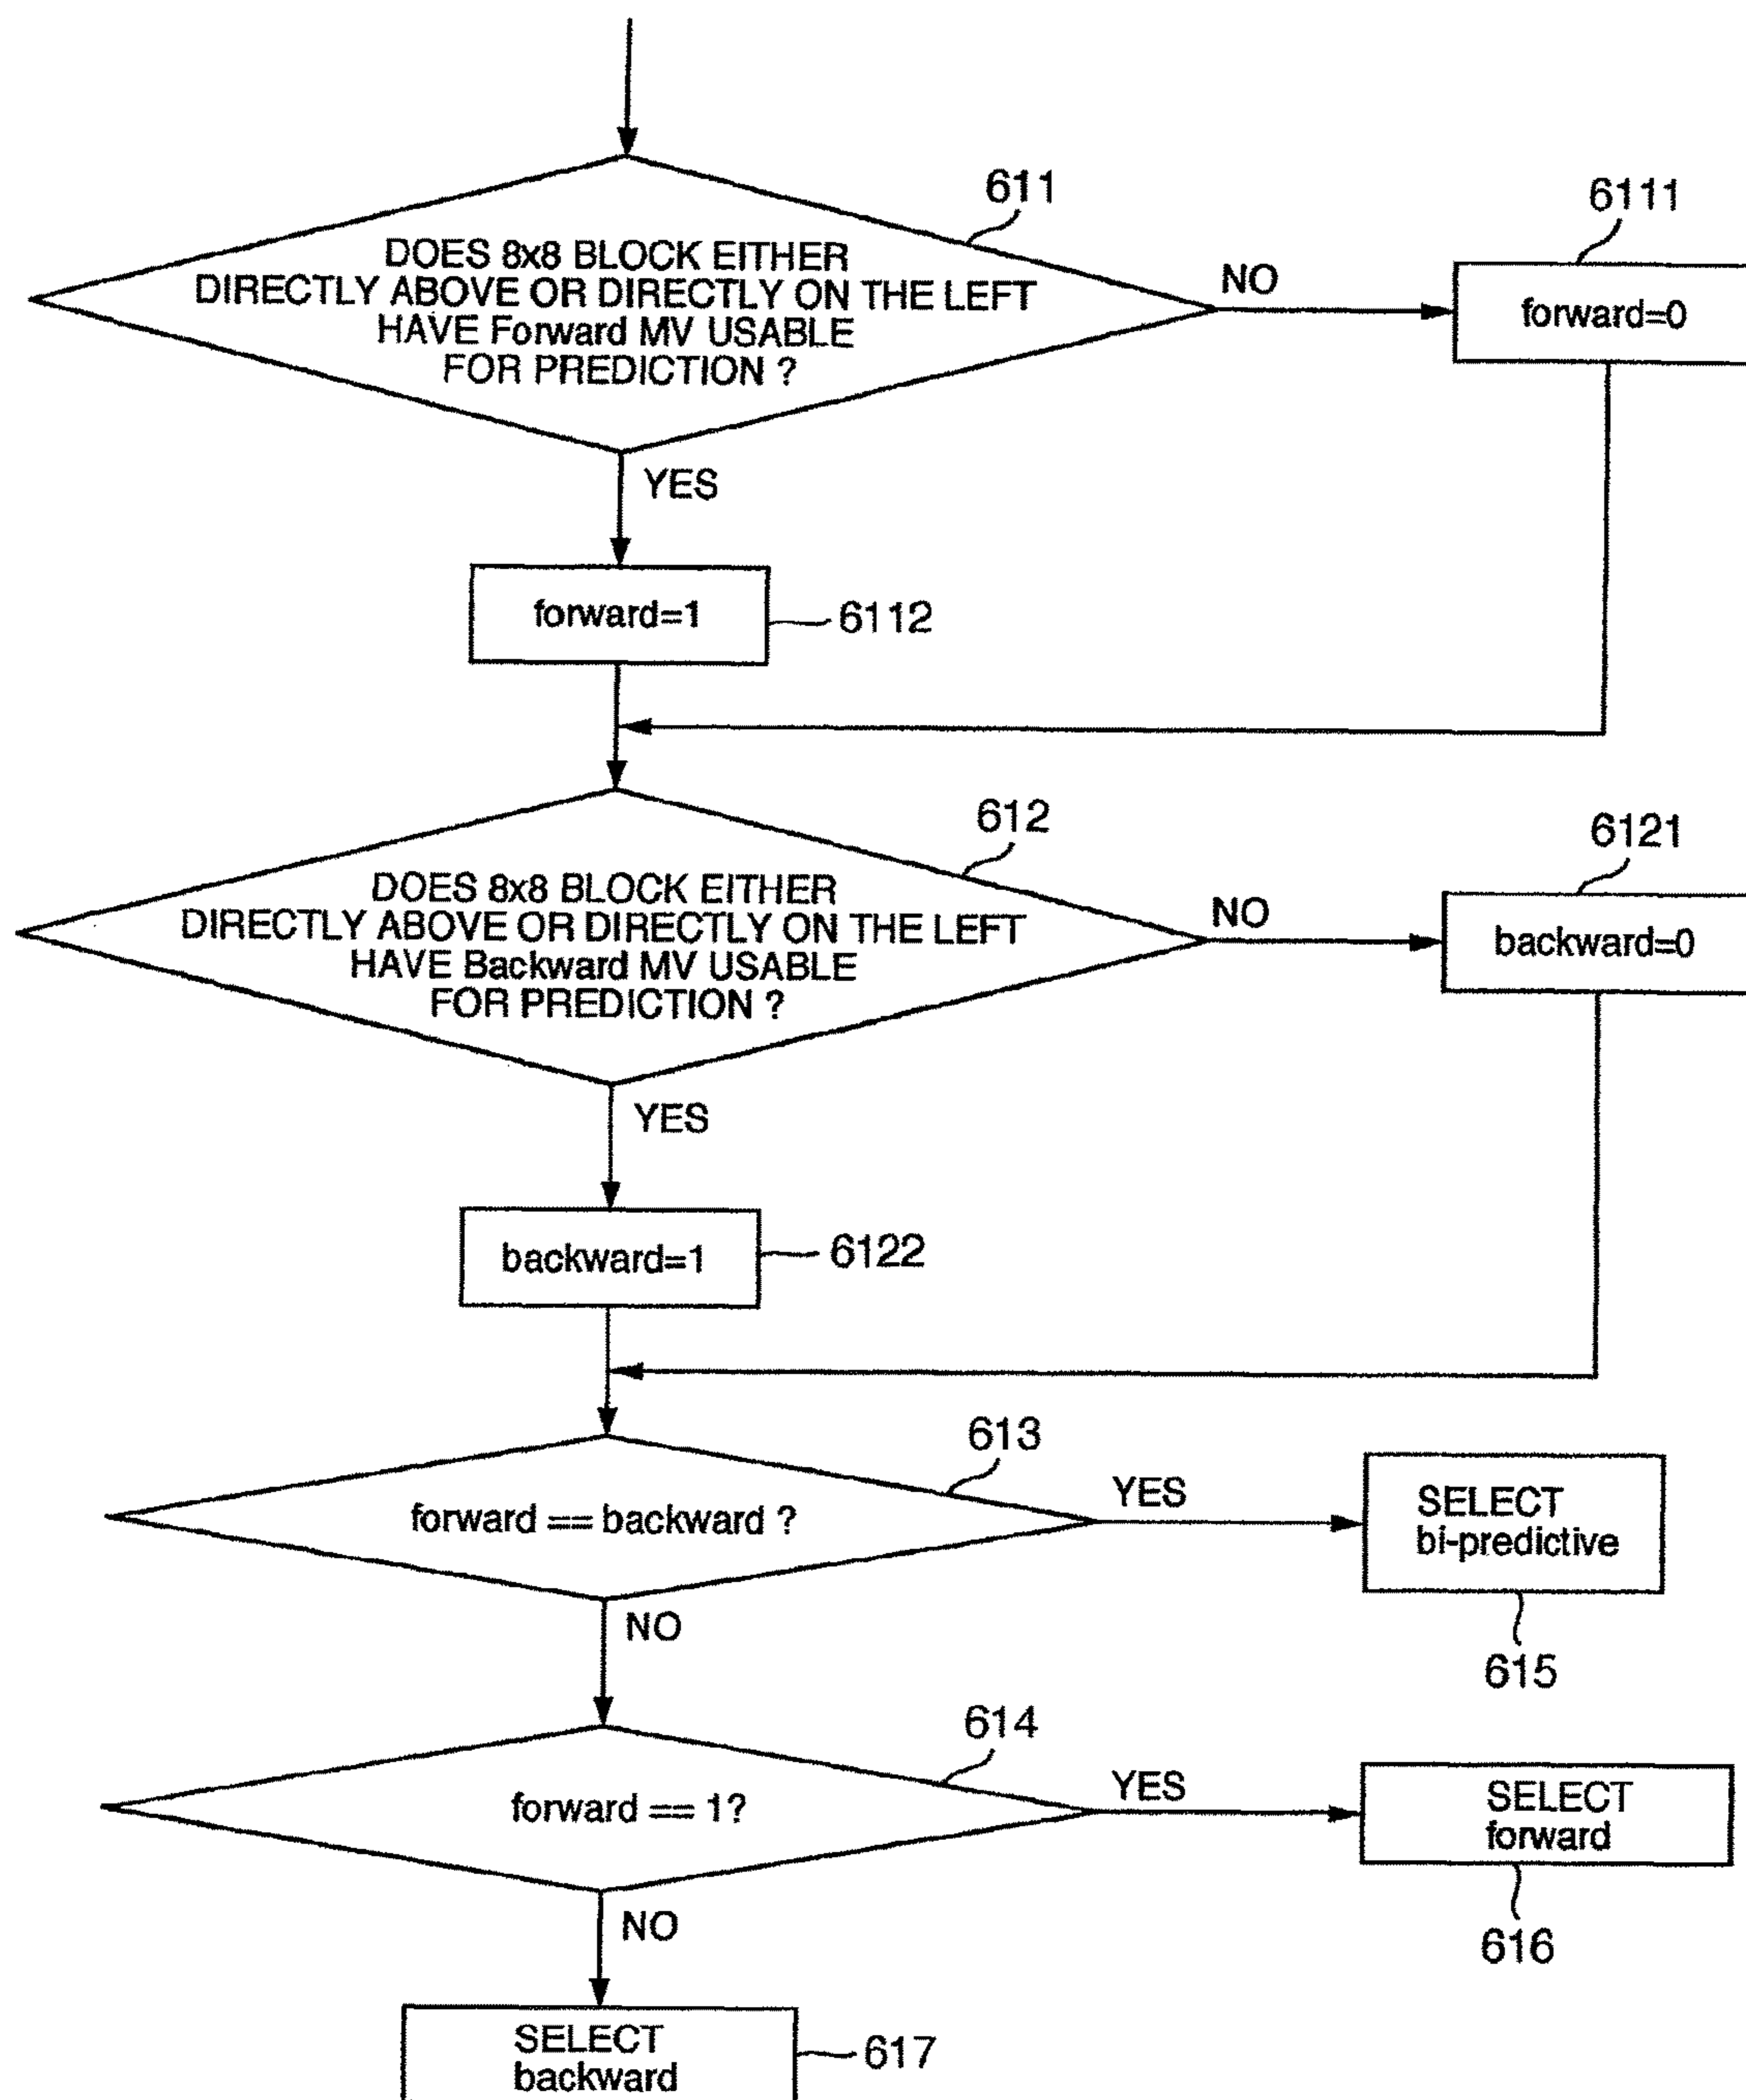 611
6111
DOES 8x8 BLOCK EITHER
DIRECTLY ABOVE OR DIRECTLY ON THE LEFT
HAVE Forward MV USABLE
FOR PREDICTION ?
NO
forward=0
YES
forward=1
6112
612
6121
DOES 8x8 BLOCK EITHER
DIRECTLY ABOVE OR DIRECTLY ON THE LEFT
HAVE Backward MV USABLE
FOR PREDICTION ?
NO
backward=0
YES
backward=1
6122
613
forward == backward ?
YES
SELECT
bi-predictive
615
NO
614
forward == 1?
YES
SELECT
forward
616
NO
SELECT
backward
617